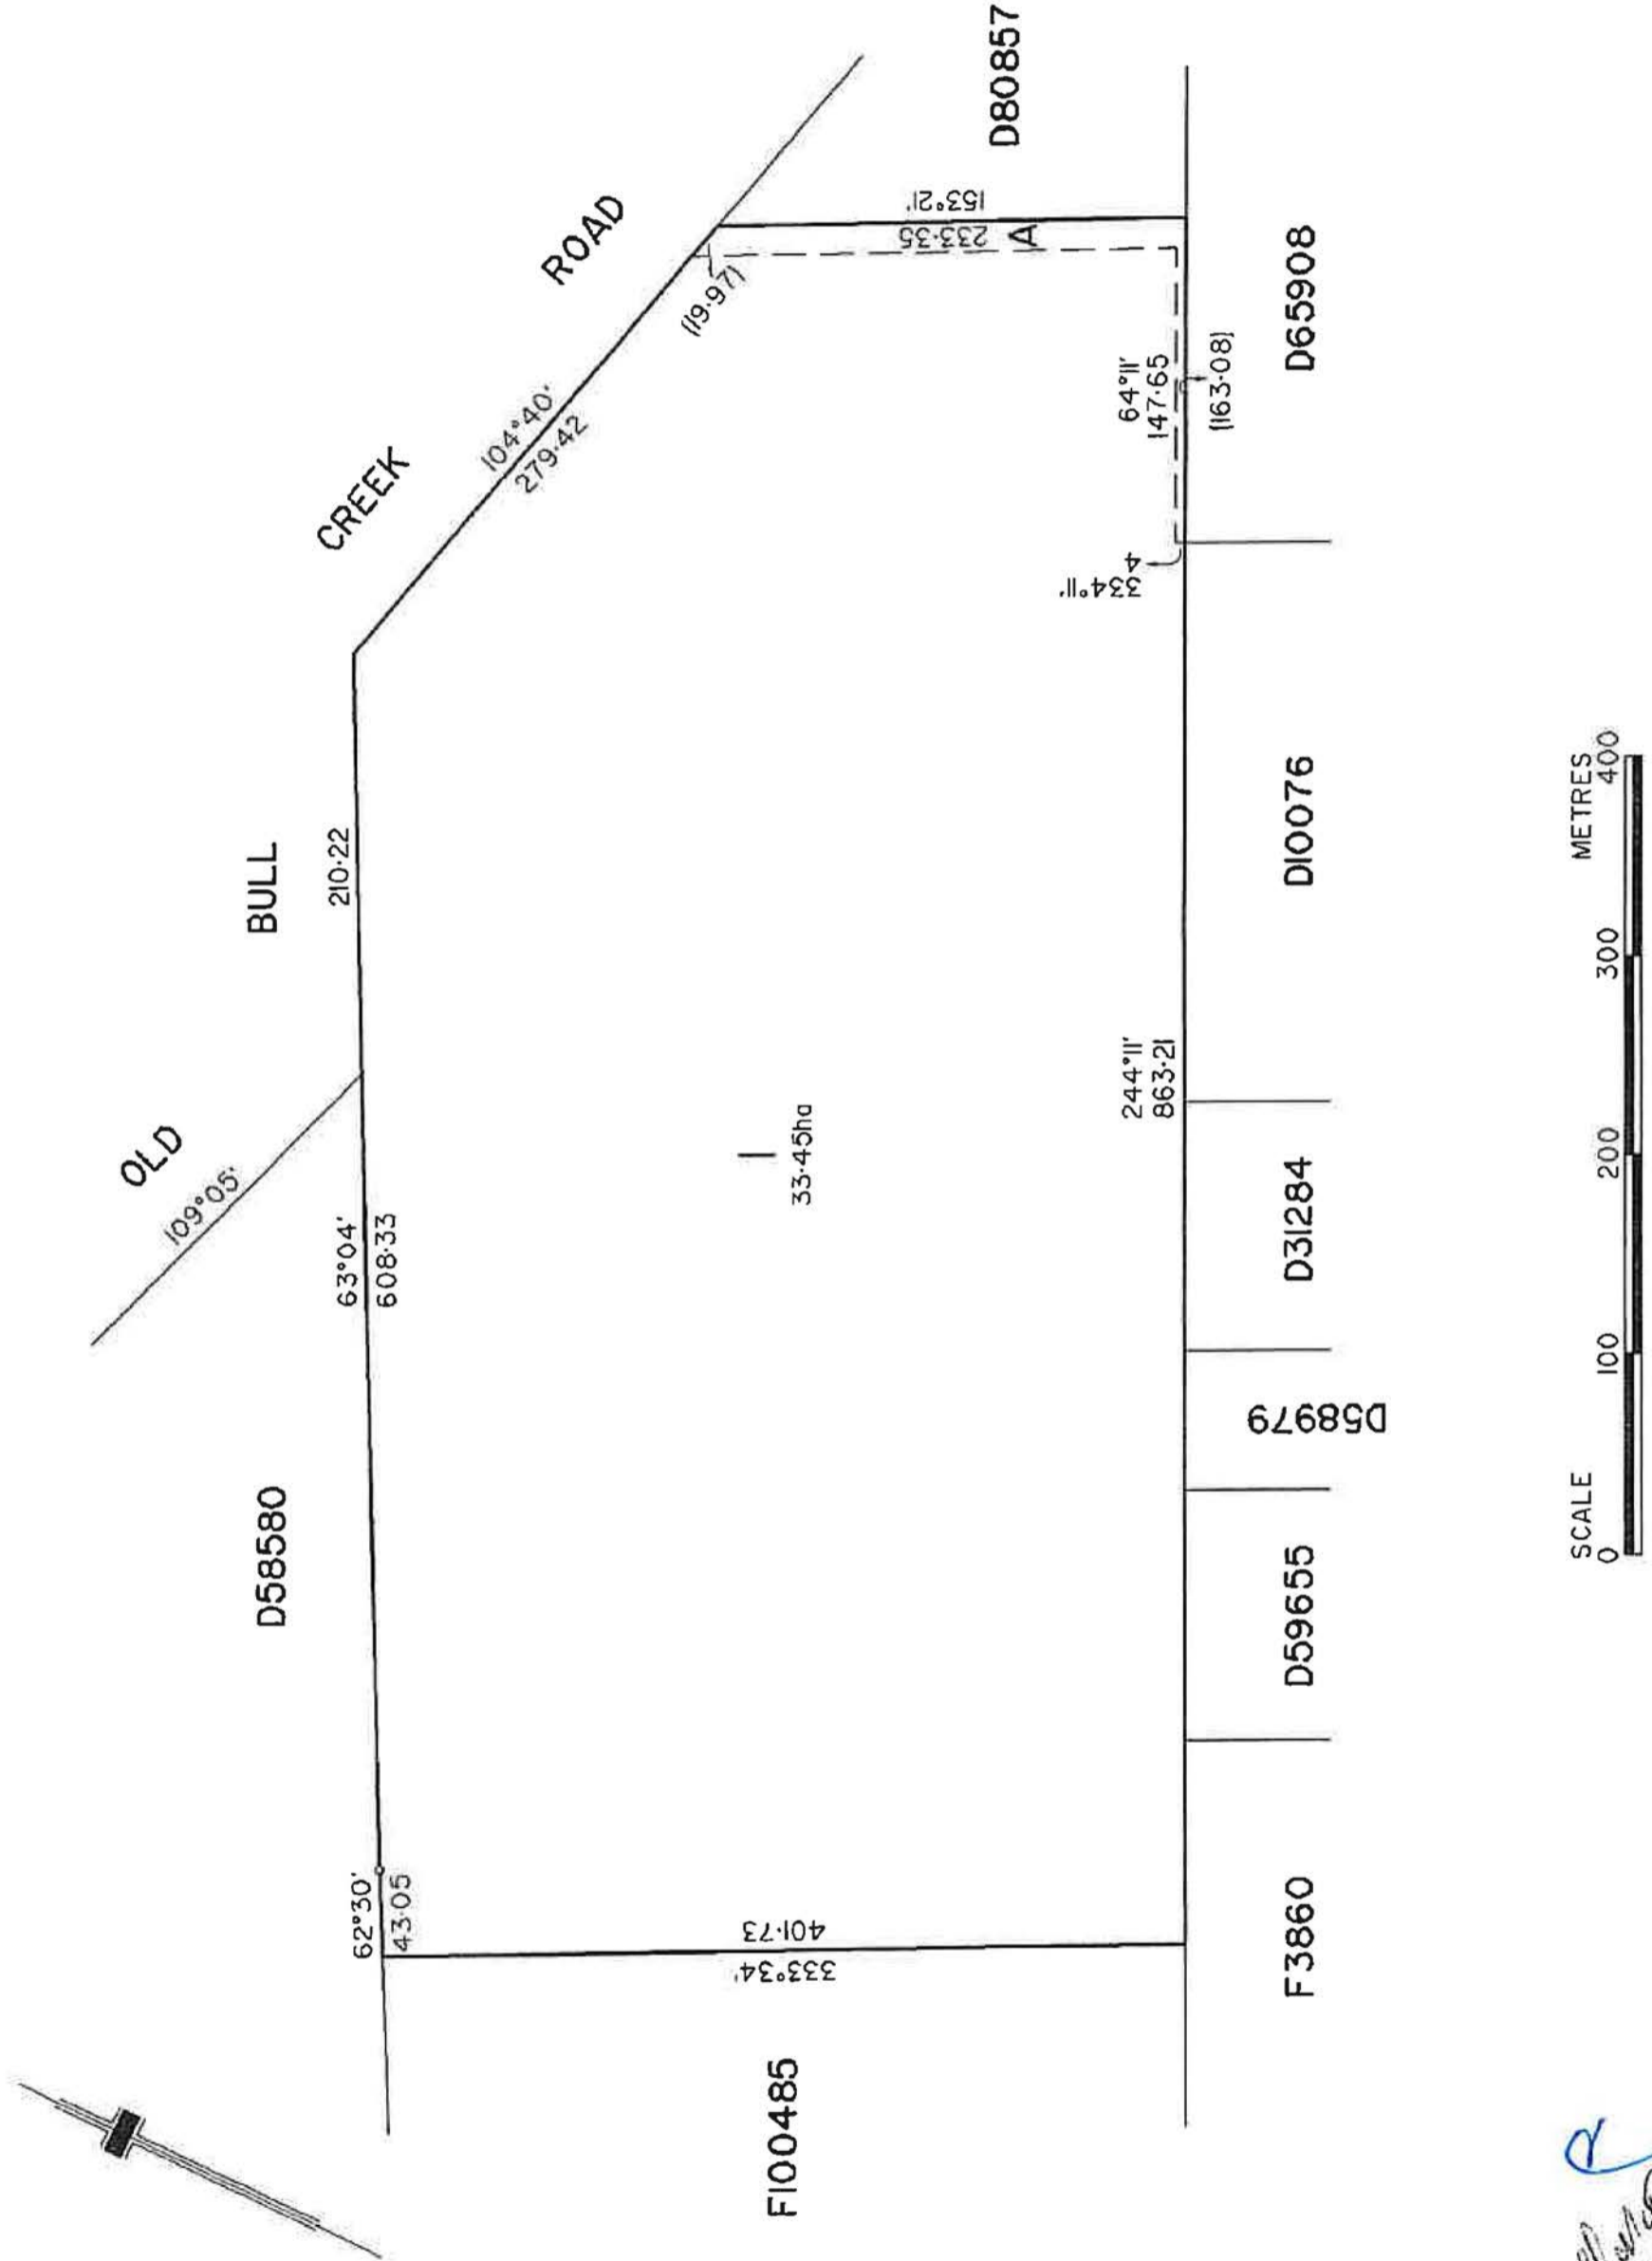 OLD
BULL
CREEK
ROAD
D58580
109°05'
63°04'
608·33
210·22
104°40'
279·42
62°30'
43·05
(19·97)
153°21'
233·35
A
D80857
F100485
333°34'
401·73
1
33·45ha
64°11'
147·65
(163·08)
334°11'
4
244°11'
863·21
F3860
D59655
D58979
D31284
D10076
D65908
SCALE
METRES
0 100 200 300 400